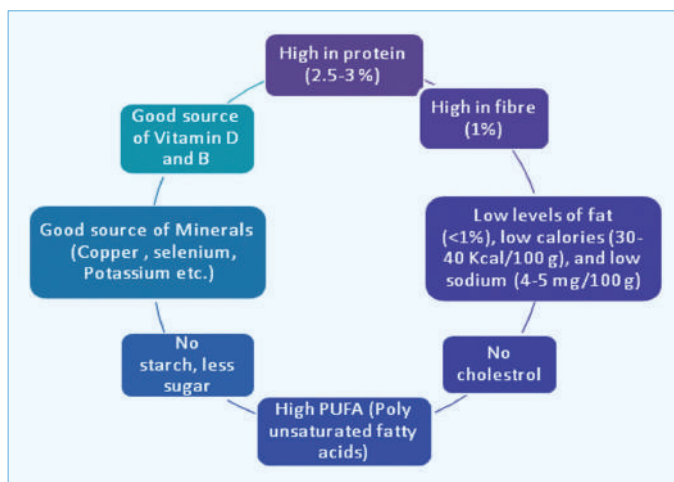 High in protein
(2.5-3 %)
High in fibre
(1%)
Low levels of fat
(<1%), low calories (30-
40 Kcal/100 g), and low
sodium (4-5 mg/100 g)
No
cholestrol
High PUFA (Poly
unsaturated fatty
acids)
No
starch, less
sugar
Good source of Minerals
(Copper , selenium,
Potassium etc.)
Good source
of Vitamin D
and B